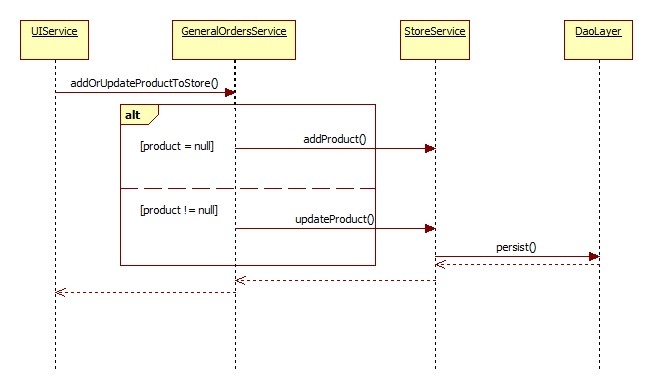 UIService
GeneralOrdersService
StoreService
DaoLayer
addOrUpdateProductToStore()
alt
[product = null]
addProduct()
[product != null]
updateProduct()
persist()